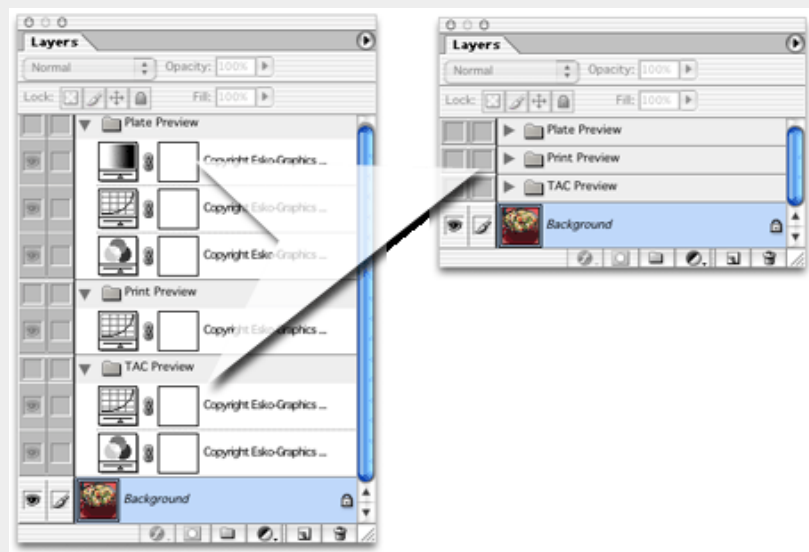 Layers
Normal
Opacity: 100%
Lock:
Fill: 100%
Plate Preview
Copyright Esko-Graphics ...
Copyright Esko-Graphics ...
Copyright Esko-Graphics ...
Print Preview
Copyright Esko-Graphics ...
TAC Preview
Copyright Esko-Graphics ...
Copyright Esko-Graphics ...
Background
Layers
Normal
Opacity: 100%
Lock:
Fill: 100%
Plate Preview
Print Preview
TAC Preview
Background